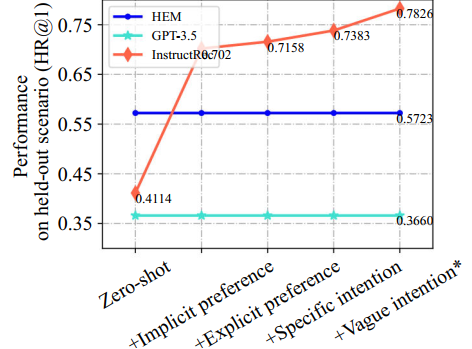 Performance
on held-out scenario (HR@1)
0.75
0.65
0.55
0.45
0.35
HEM
GPT-3.5
0.4114
0.702
0.7158
0.7383
0.7826
0.5723
0.3660
Zero-shot
+Implicit preference
+Explicit preference
+Specific intention
+Vague intention*